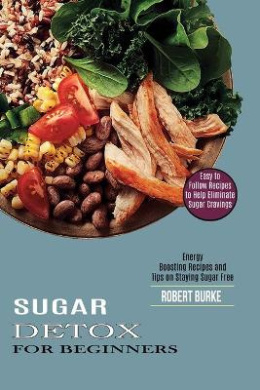 Easy to
Follow Recipes
to Help Eliminate
Sugar Cravings
Energy
Boosting Recipes and
Tips on Staying Sugar Free
ROBERT BURKE
SUGAR
DETOX
FOR BEGINNERS